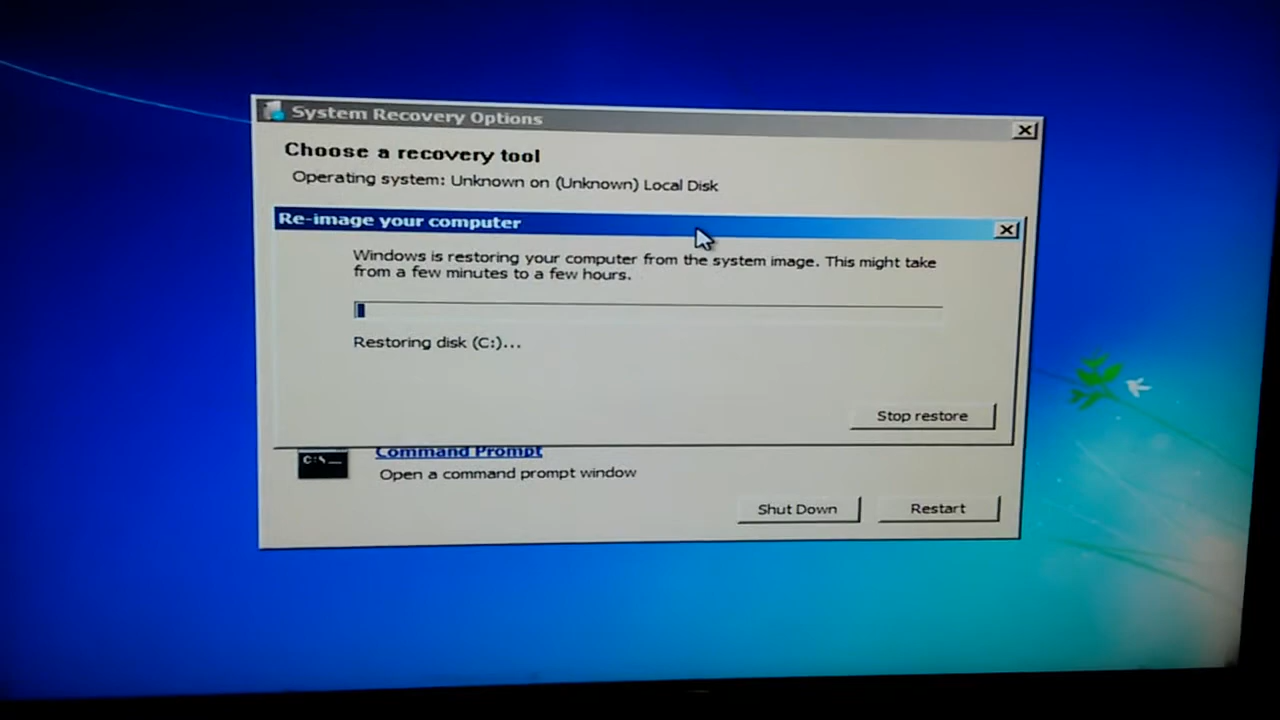 System Recovery Options
Choose a recovery tool
Operating system: Unknown on (Unknown) Local Disk
Re-image your computer
Windows is restoring your computer from the system image. This might take
from a few minutes to a few hours.
Restoring disk (C:)...
Stop restore
Command Prompt
C:\_
Open a command prompt window
Shut Down
Restart